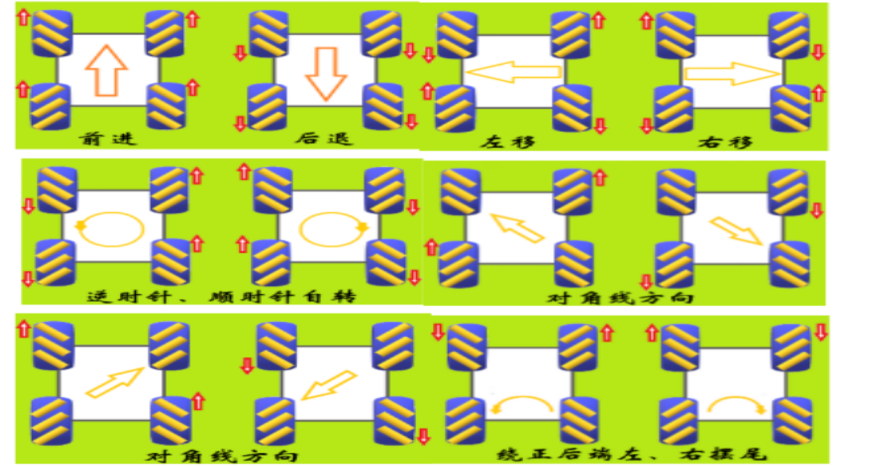 前进
后退
左移
右移
逆时针、顺时针自转
对角线方向
对角线方向
绕正后端左、右摆尾